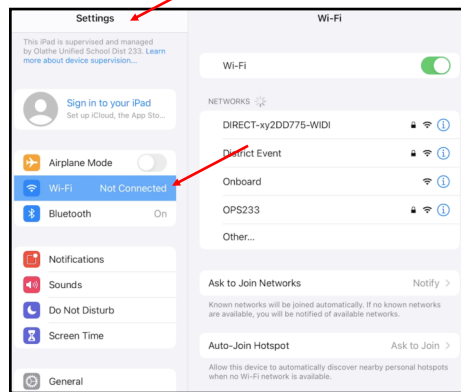 Settings
This iPad is supervised and managed
by Olathe Unified School Dist 233. Learn
more about device supervision...
Sign in to your iPad
Set up iCloud, the App Sto...
Airplane Mode
Wi-Fi Not Connected
Bluetooth On
Notifications
Sounds
Do Not Disturb
Screen Time
General
Wi-Fi
Wi-Fi
NETWORKS
DIRECT-xy2DD775-WIDI
District Event
Onboard
OPS233
Other...
Ask to Join Networks Notify >
Known networks will be joined automatically. If no known networks
are available, you will be notified of available networks.
Auto-Join Hotspot Ask to Join >
Allow this device to automatically discover nearby personal hotspots
when no Wi-Fi network is available.